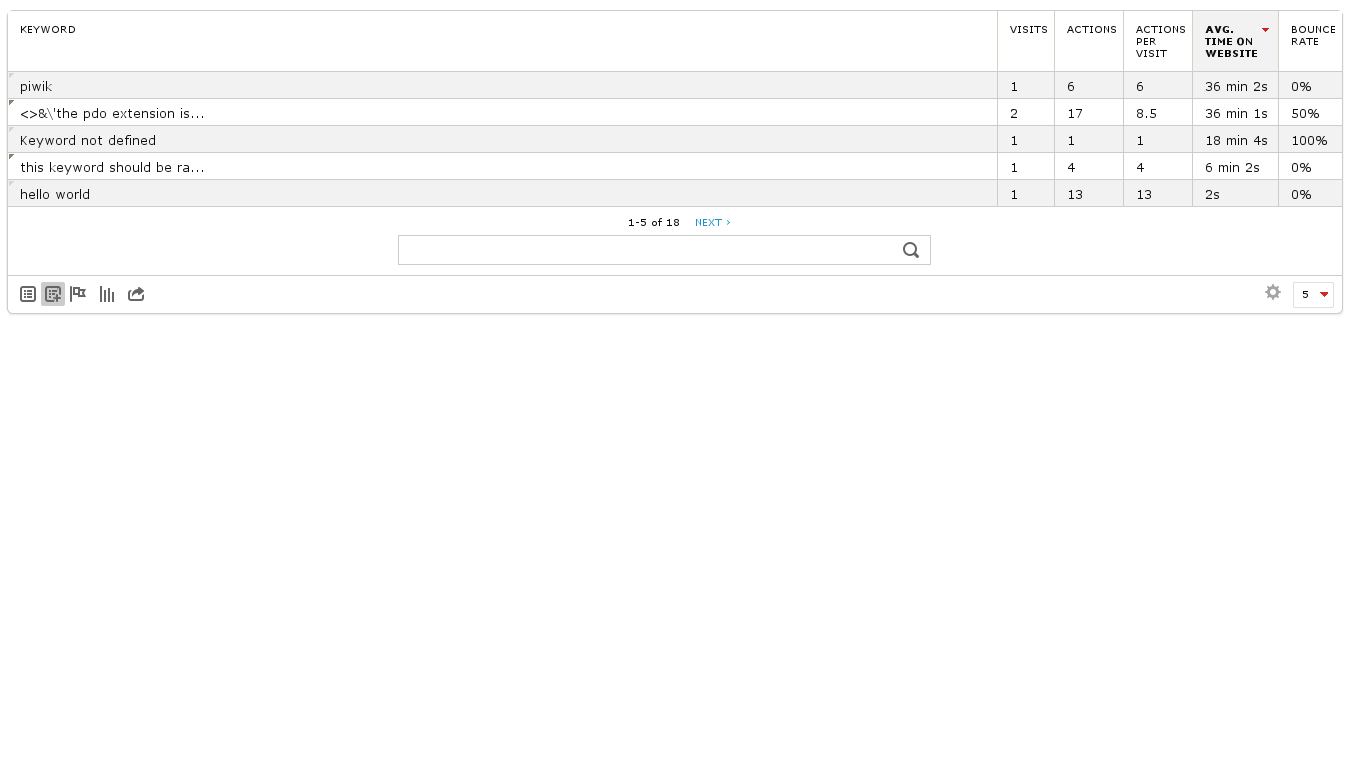 KEYWORD VISITS ACTIONS ACTIONS PER VISIT AVG. TIME ON WEBSITE BOUNCE RATE
piwik 1 6 6 36 min 2s 0%
<>&\'the pdo extension is... 2 17 8.5 36 min 1s 50%
Keyword not defined 1 1 1 18 min 4s 100%
this keyword should be ra... 1 4 4 6 min 2s 0%
hello world 1 13 13 2s 0%
1-5 of 18 NEXT ›
5